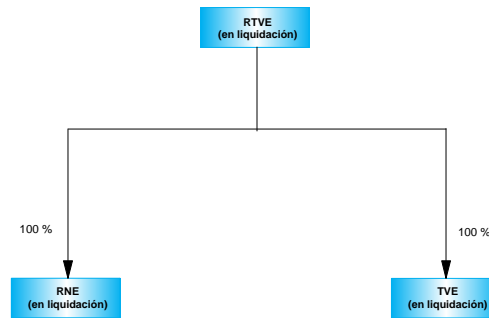 RTVE
(en liquidación)
100 %
100 %
RNE
(en liquidación)
TVE
(en liquidación)